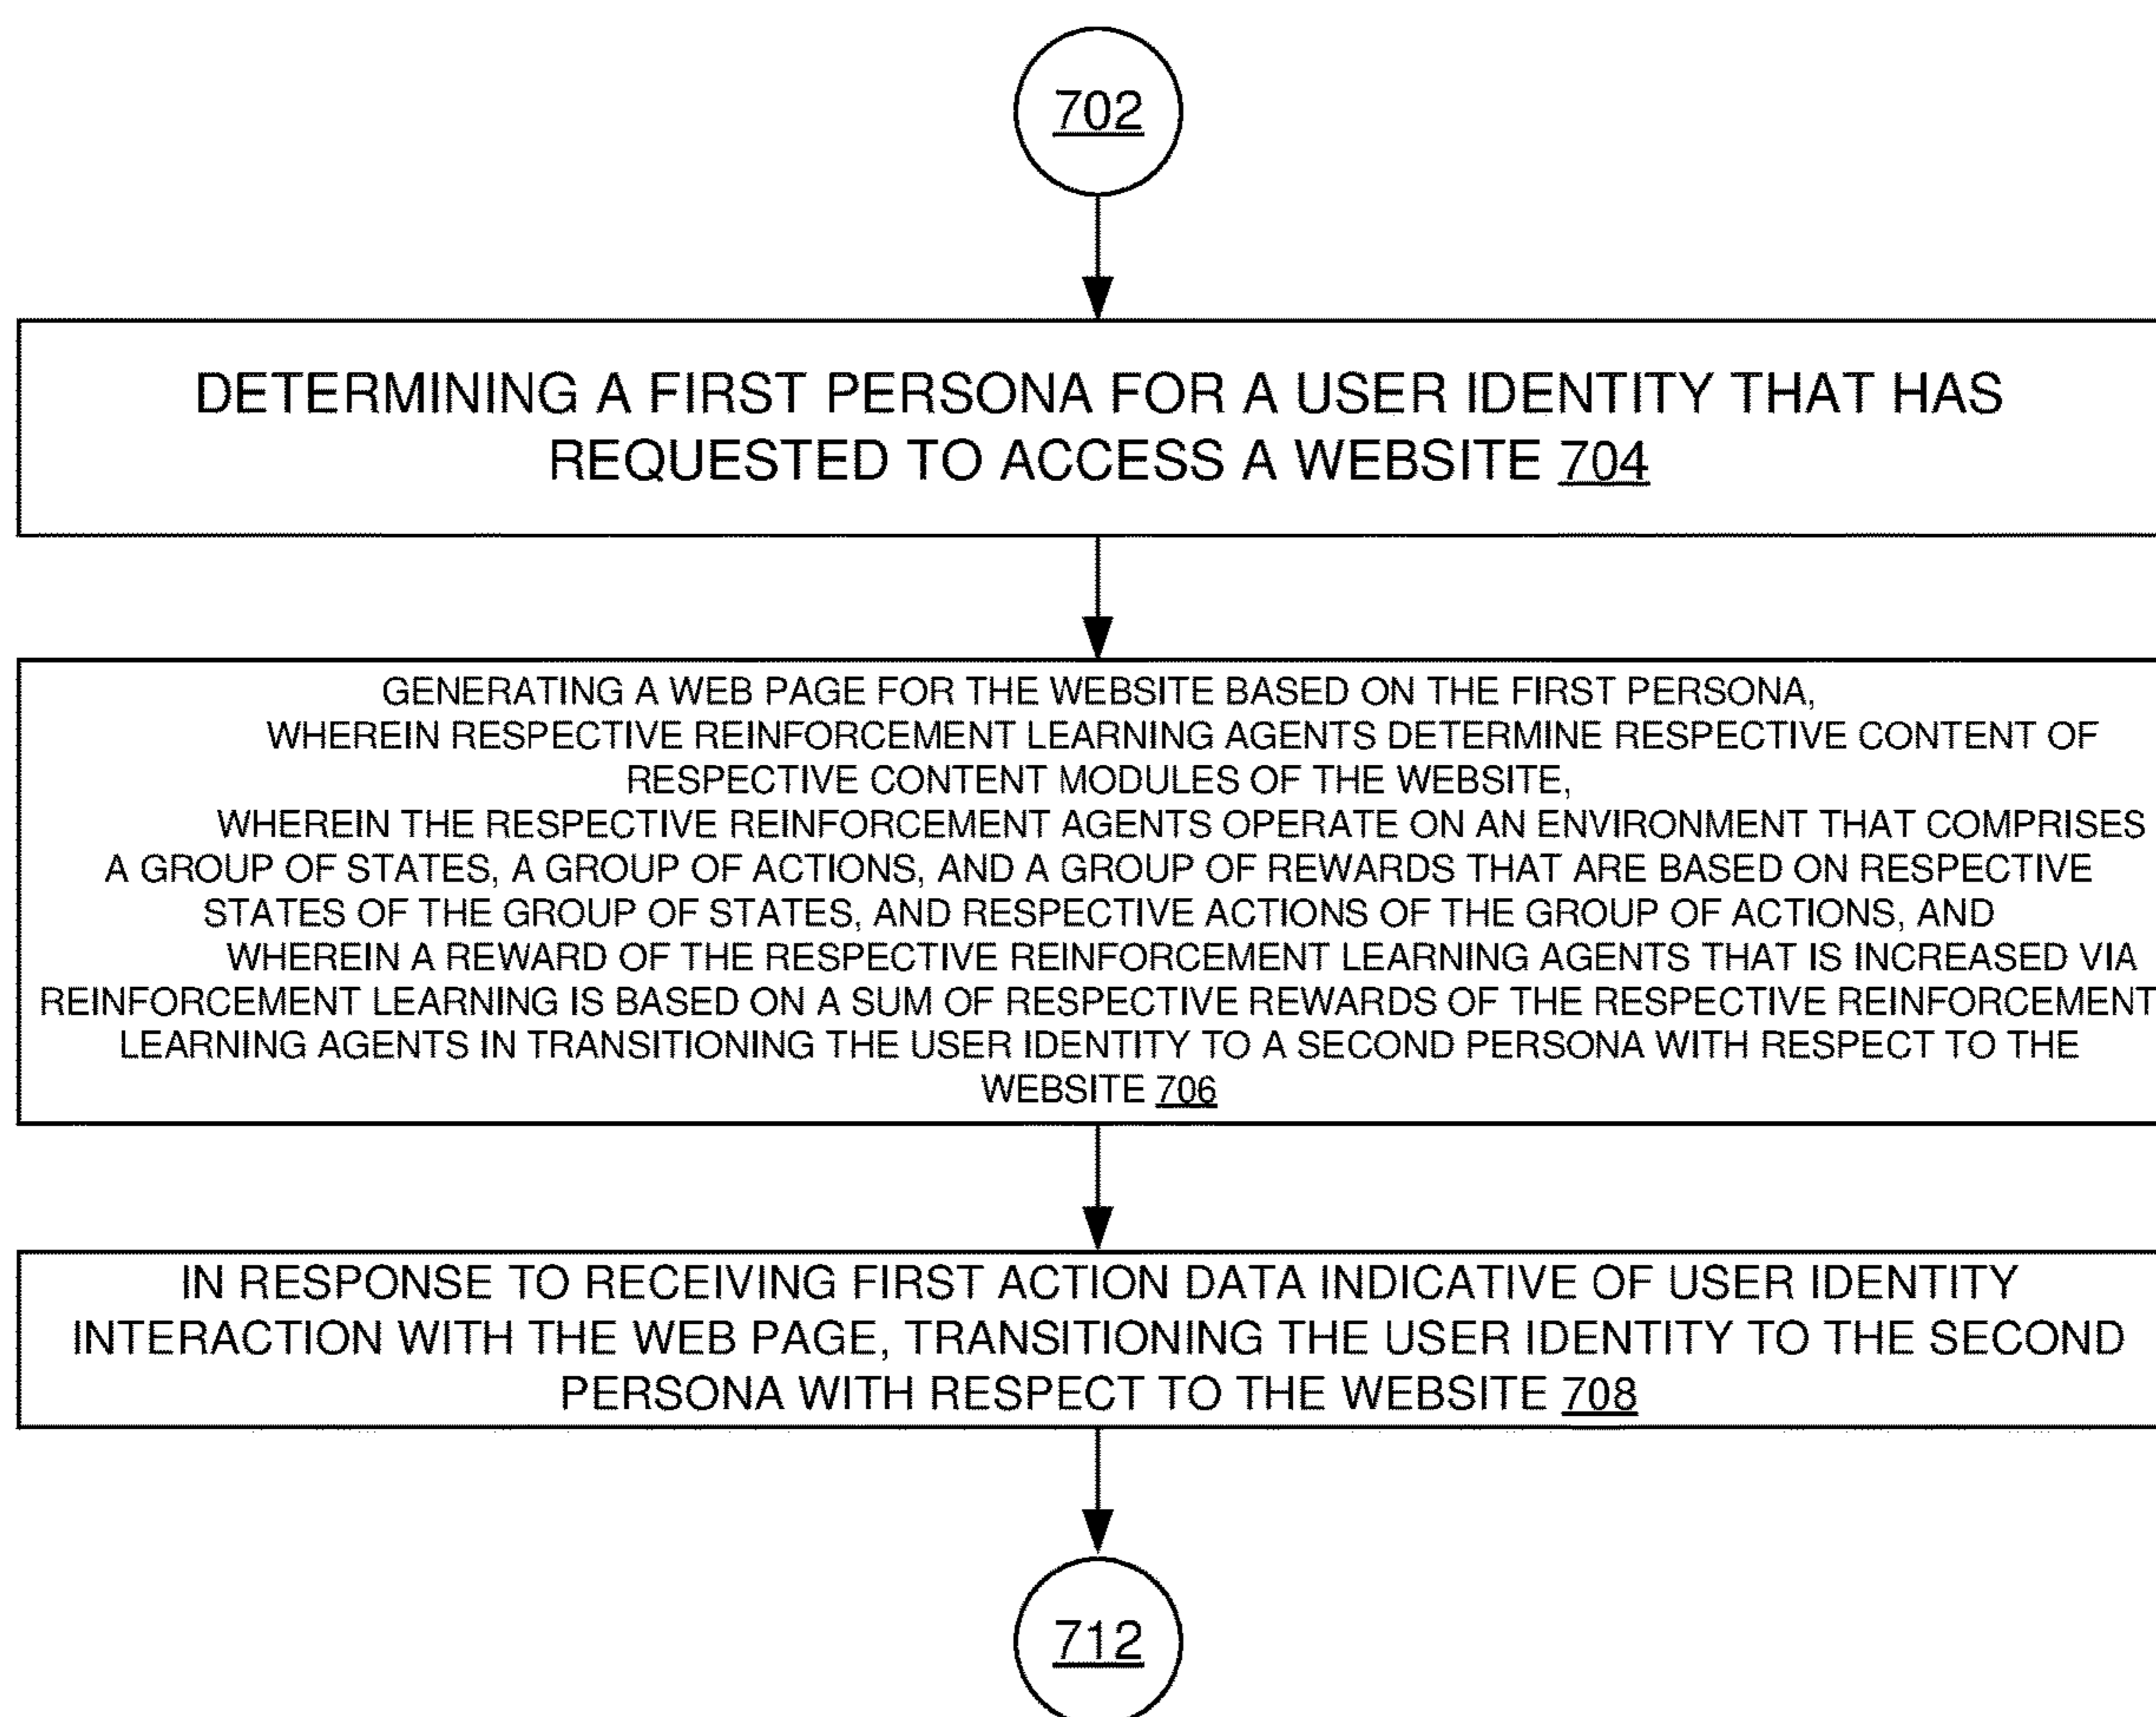 702
DETERMINING A FIRST PERSONA FOR A USER IDENTITY THAT HAS
REQUESTED TO ACCESS A WEBSITE 704
GENERATING A WEB PAGE FOR THE WEBSITE BASED ON THE FIRST PERSONA,
WHEREIN RESPECTIVE REINFORCEMENT LEARNING AGENTS DETERMINE RESPECTIVE CONTENT OF
RESPECTIVE CONTENT MODULES OF THE WEBSITE,
WHEREIN THE RESPECTIVE REINFORCEMENT AGENTS OPERATE ON AN ENVIRONMENT THAT COMPRISES
A GROUP OF STATES, A GROUP OF ACTIONS, AND A GROUP OF REWARDS THAT ARE BASED ON RESPECTIVE
STATES OF THE GROUP OF STATES, AND RESPECTIVE ACTIONS OF THE GROUP OF ACTIONS, AND
WHEREIN A REWARD OF THE RESPECTIVE REINFORCEMENT LEARNING AGENTS THAT IS INCREASED VIA
REINFORCEMENT LEARNING IS BASED ON A SUM OF RESPECTIVE REWARDS OF THE RESPECTIVE REINFORCEMENT
LEARNING AGENTS IN TRANSITIONING THE USER IDENTITY TO A SECOND PERSONA WITH RESPECT TO THE
WEBSITE 706
IN RESPONSE TO RECEIVING FIRST ACTION DATA INDICATIVE OF USER IDENTITY
INTERACTION WITH THE WEB PAGE, TRANSITIONING THE USER IDENTITY TO THE SECOND
PERSONA WITH RESPECT TO THE WEBSITE 708
712